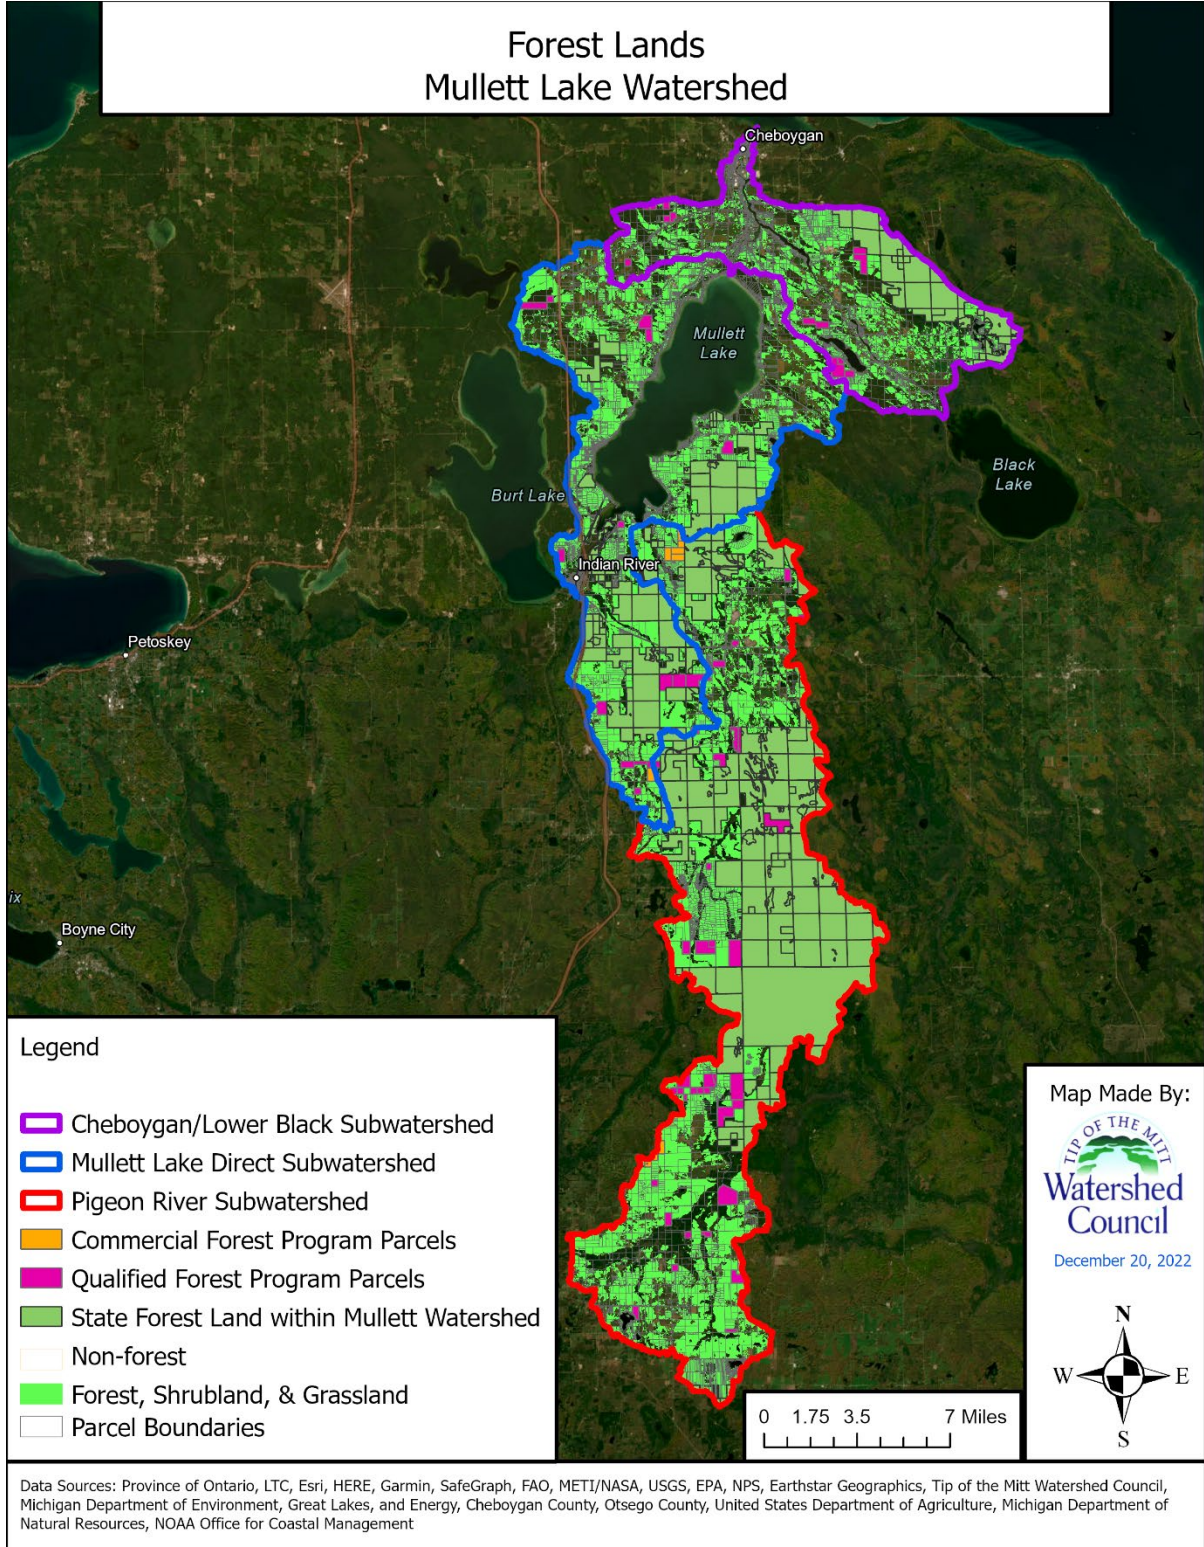 Forest Lands
Mullett Lake Watershed
Cheboygan
Mullett
Lake
Black
Lake
Burt Lake
Indian River
Petoskey
ix
Boyne City
Legend
Cheboygan/Lower Black Subwatershed
Mullett Lake Direct Subwatershed
Pigeon River Subwatershed
Commercial Forest Program Parcels
Qualified Forest Program Parcels
State Forest Land within Mullett Watershed
Non-forest
Forest, Shrubland, & Grassland
Parcel Boundaries
0 1.75 3.5 7 Miles
Map Made By:
TIP OF THE MITT
Watershed
Council
December 20, 2022
N
W E
S
Data Sources: Province of Ontario, LTC, Esri, HERE, Garmin, SafeGraph, FAO, METI/NASA, USGS, EPA, NPS, Earthstar Geographics, Tip of the Mitt Watershed Council,
Michigan Department of Environment, Great Lakes, and Energy, Cheboygan County, Otsego County, United States Department of Agriculture, Michigan Department of
Natural Resources, NOAA Office for Coastal Management